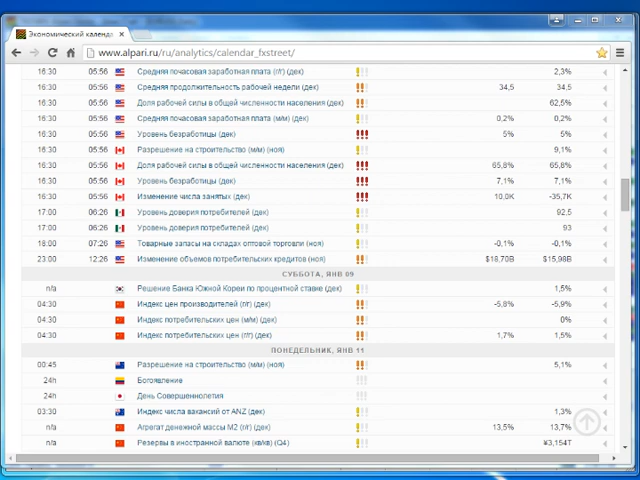 Экономический календа
www.alpari.ru/ru/analytics/calendar_fxstreet/
16:30 05:56 Средняя почасовая заработная плата (г/г) (дек) 2,3%
16:30 05:56 Средняя продолжительность рабочей недели (дек) 34,5 34,5
16:30 05:56 Доля рабочей силы в общей численности населения (дек) 62,5%
16:30 05:56 Средняя почасовая заработная плата (м/м) (дек) 0,2% 0,2%
16:30 05:56 Уровень безработицы (дек) 5% 5%
16:30 05:56 Разрешение на строительство (м/м) (ноя) 9,1%
16:30 05:56 Доля рабочей силы в общей численности населения (дек) 65,8% 65,8%
16:30 05:56 Уровень безработицы (дек) 7,1% 7,1%
16:30 05:56 Изменение числа занятых (дек) 10,0K -35,7K
17:00 06:26 Уровень доверия потребителей (дек) 92,5
17:00 06:26 Уровень доверия потребителей (дек) 93
18:00 07:26 Товарные запасы на складах оптовой торговли (ноя) -0,1% -0,1%
23:00 12:26 Изменение объемов потребительских кредитов (ноя) $18,70B $15,98B
СУББОТА, ЯНВ 09
n/a Решение Банка Южной Кореи по процентной ставке (дек) 1,5%
04:30 Индекс цен производителей (г/г) (дек) -5,8% -5,9%
04:30 Индекс потребительских цен (м/м) (дек) 0%
04:30 Индекс потребительских цен (г/г) (дек) 1,7% 1,5%
ПОНЕДЕЛЬНИК, ЯНВ 11
00:45 Разрешение на строительство (м/м) (ноя) 5,1%
24h Богоявление
24h День Совершеннолетия
03:30 Индекс числа вакансий от ANZ (дек) 1,3%
n/a Агрегат денежной массы M2 (г/г) (дек) 13,5% 13,7%
n/a Резервы в иностранной валюте (кв/кв) (Q4) ¥3,154T